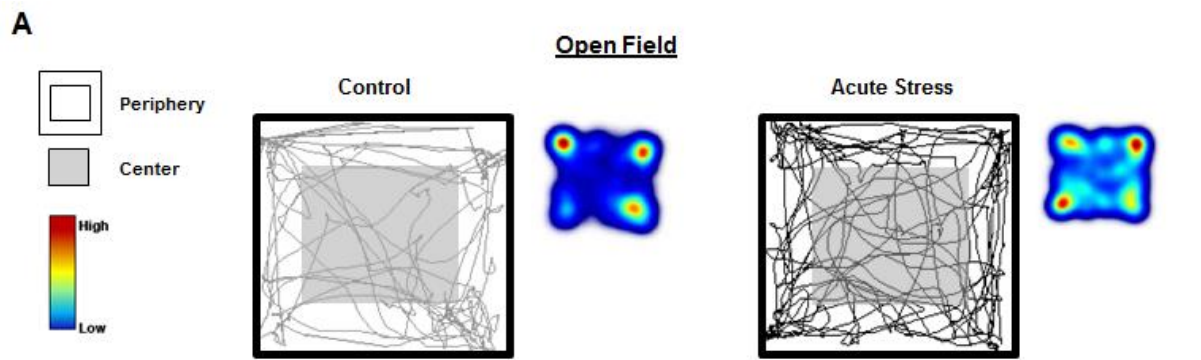 A
Open Field
Control
Acute Stress
Periphery
Center
High
Low